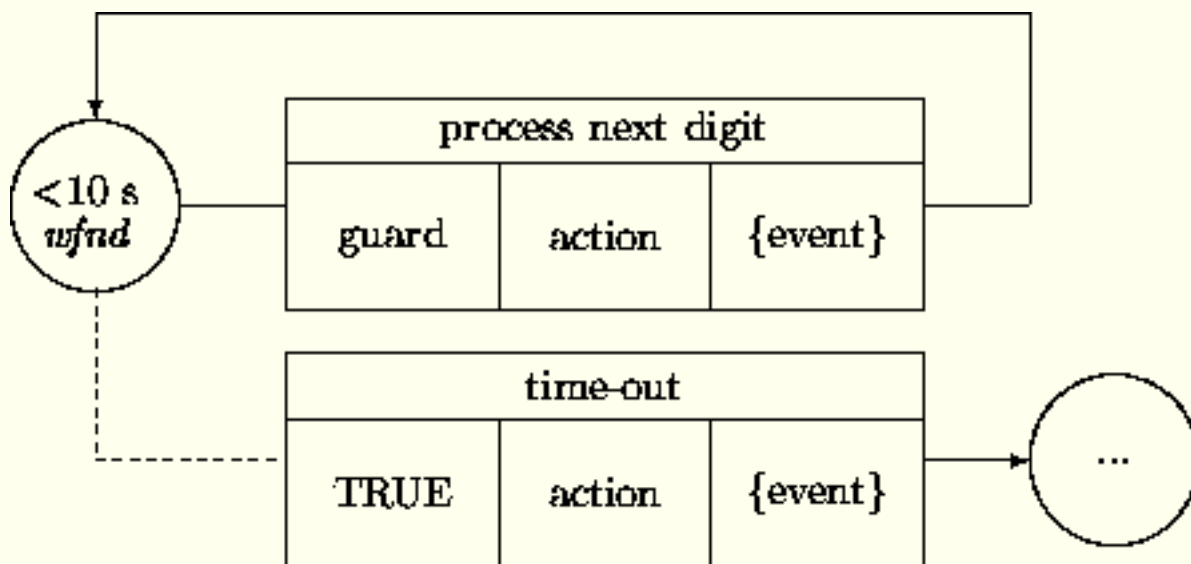 process next digit
<10 s
wfnd
guard
action
{event}
time-out
TRUE
action
{event}
...